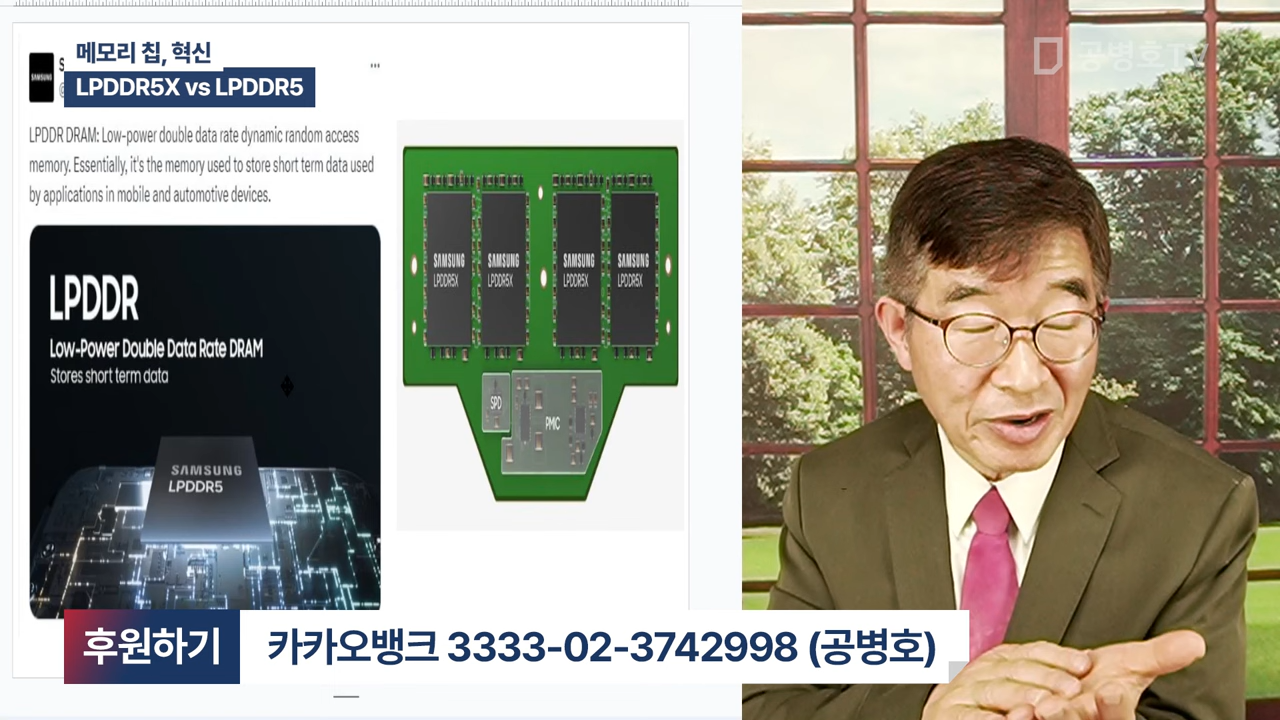 메모리 칩, 혁신
LPDDR5X vs LPDDR5
SAMSUNG
LPDDR DRAM: Low-power double data rate dynamic random access
memory. Essentially, it's the memory used to store short term data used
by applications in mobile and automotive devices.
LPDDR
Low-Power Double Data Rate DRAM
Stores short term data
SAMSUNG
LPDDR5
SAMSUNG
LPDDR5X
SAMSUNG
LPDDR5X
SAMSUNG
LPDDR5X
SAMSUNG
LPDDR5X
SPD
PMIC
공병호TV
후원하기
카카오뱅크 3333-02-3742998 (공병호)